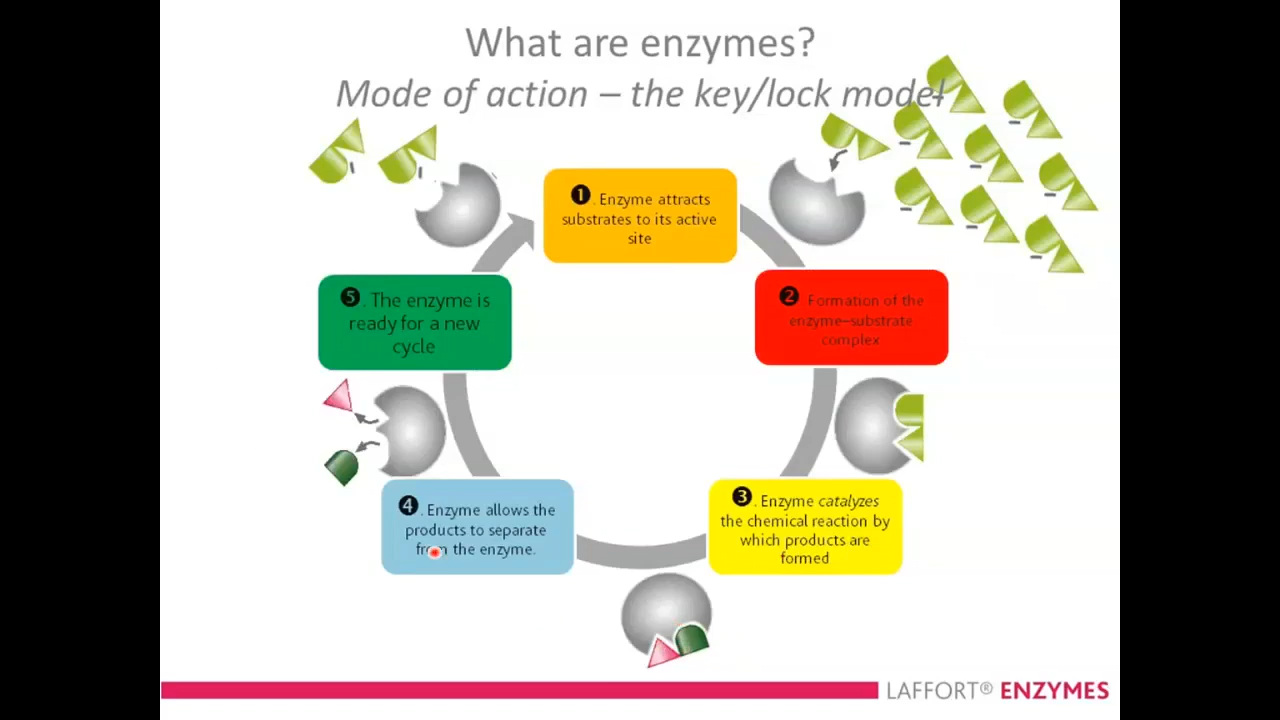 What are enzymes?
Mode of action – the key/lock model
❶. Enzyme attracts
substrates to its active
site
❷. Formation of the
enzyme–substrate
complex
❸. Enzyme catalyzes
the chemical reaction by
which products are
formed
❹. Enzyme allows the
products to separate
from the enzyme.
❺. The enzyme is
ready for a new
cycle
LAFFORT® ENZYMES